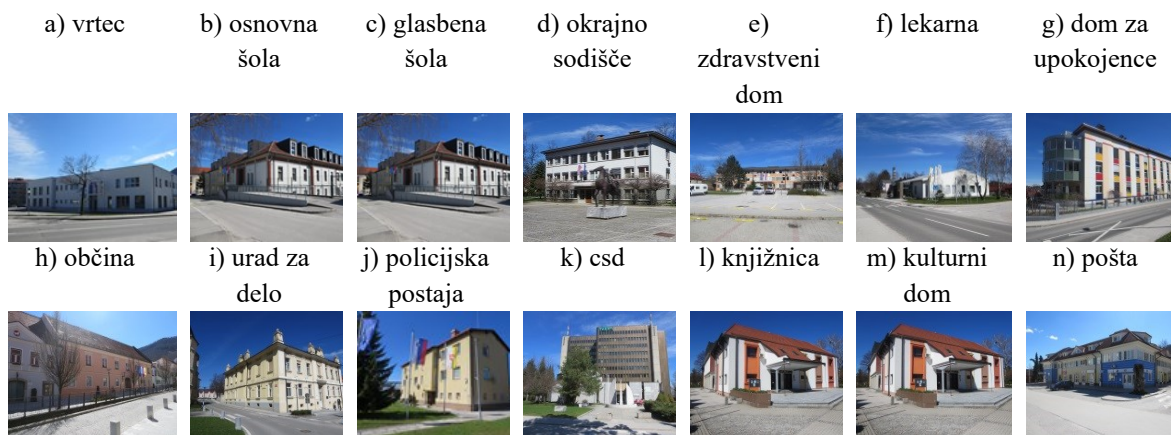 a) vrtec
b) osnovna
šola
c) glasbena
šola
d) okrajno
sodišče
e)
zdravstveni
dom
f) lekarna
g) dom za
upokojence
h) občina
i) urad za
delo
j) policijska
postaja
k) csd
l) knjižnica
m) kulturni
dom
n) pošta